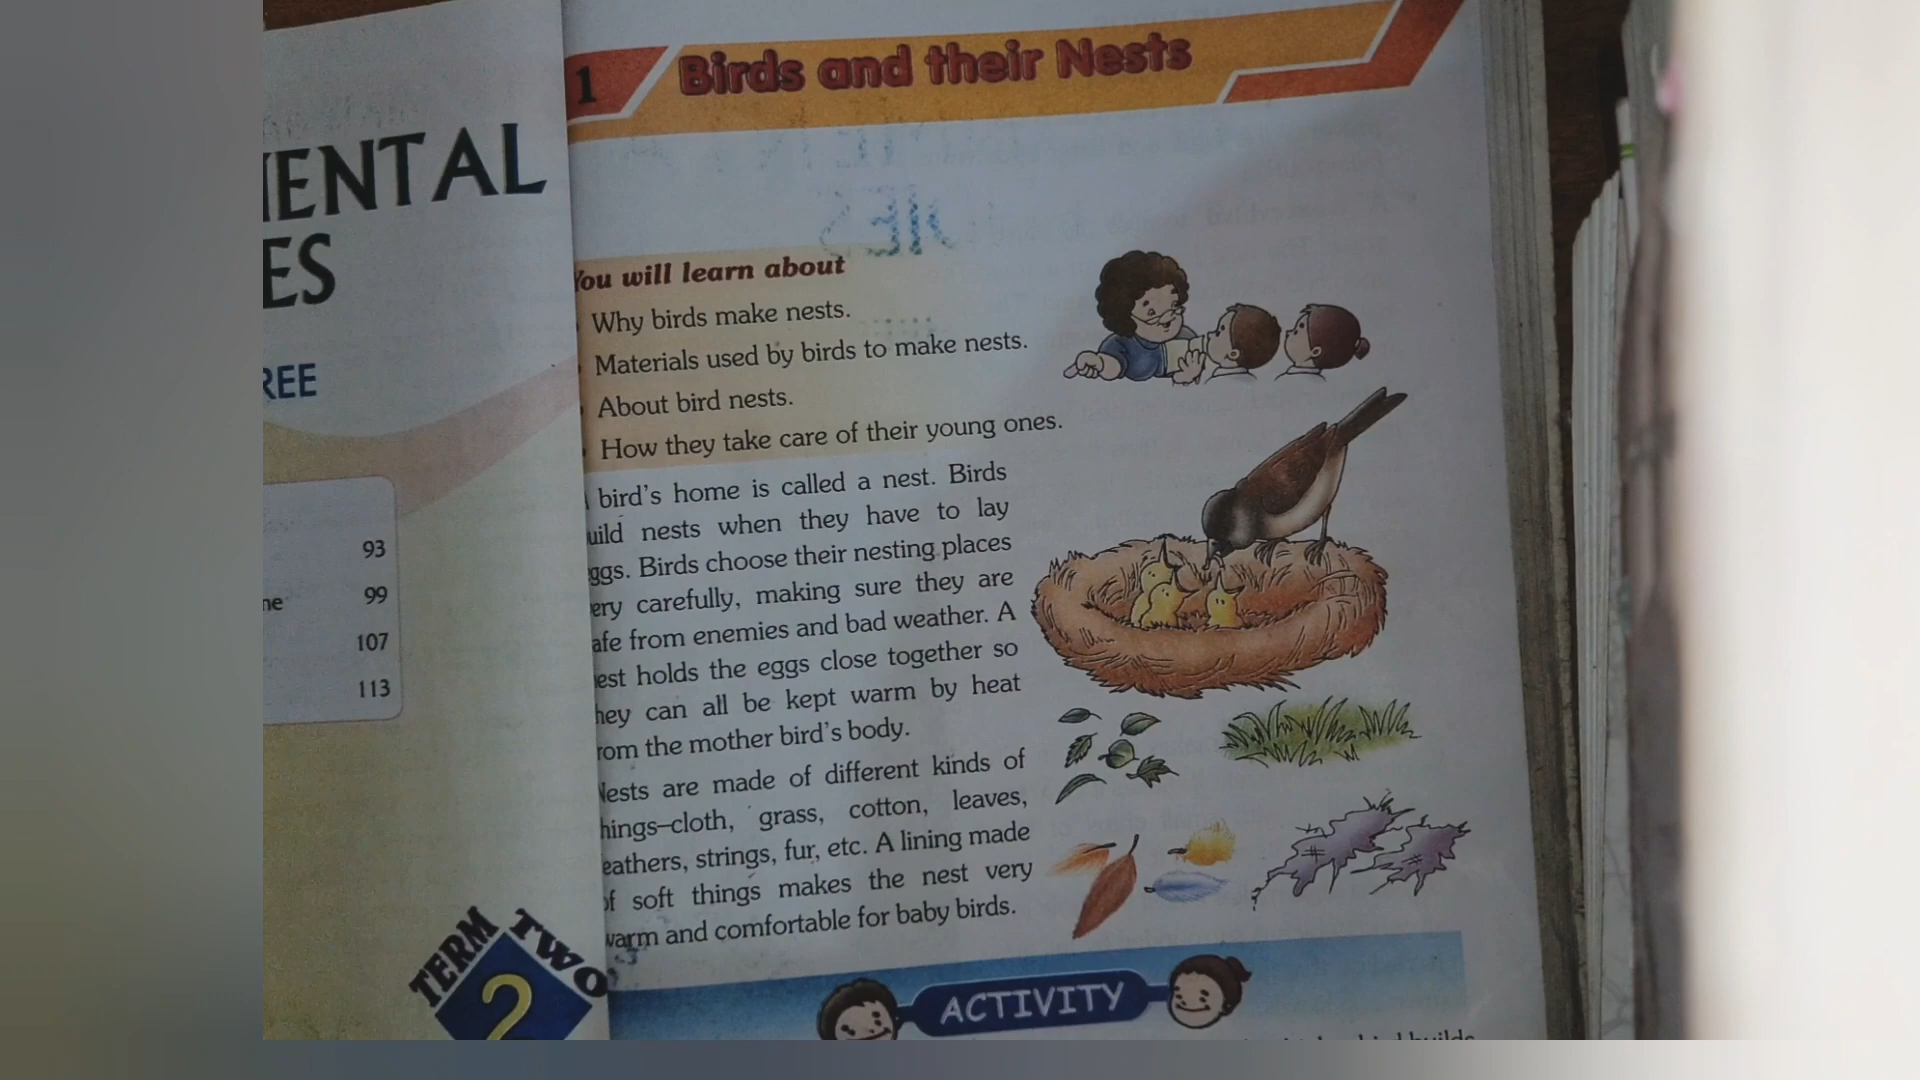 MENTAL
ES
REE
93
99
107
113
TERM TWO
2
1 Birds and their Nests
You will learn about
Why birds make nests.
Materials used by birds to make nests.
About bird nests.
How they take care of their young ones.
bird's home is called a nest. Birds
uild nests when they have to lay
ggs. Birds choose their nesting places
ery carefully, making sure they are
afe from enemies and bad weather. A
est holds the eggs close together so
hey can all be kept warm by heat
rom the mother bird's body.
Nests are made of different kinds of
hings–cloth, grass, cotton, leaves,
eathers, strings, fur, etc. A lining made
of soft things makes the nest very
warm and comfortable for baby birds.
ACTIVITY